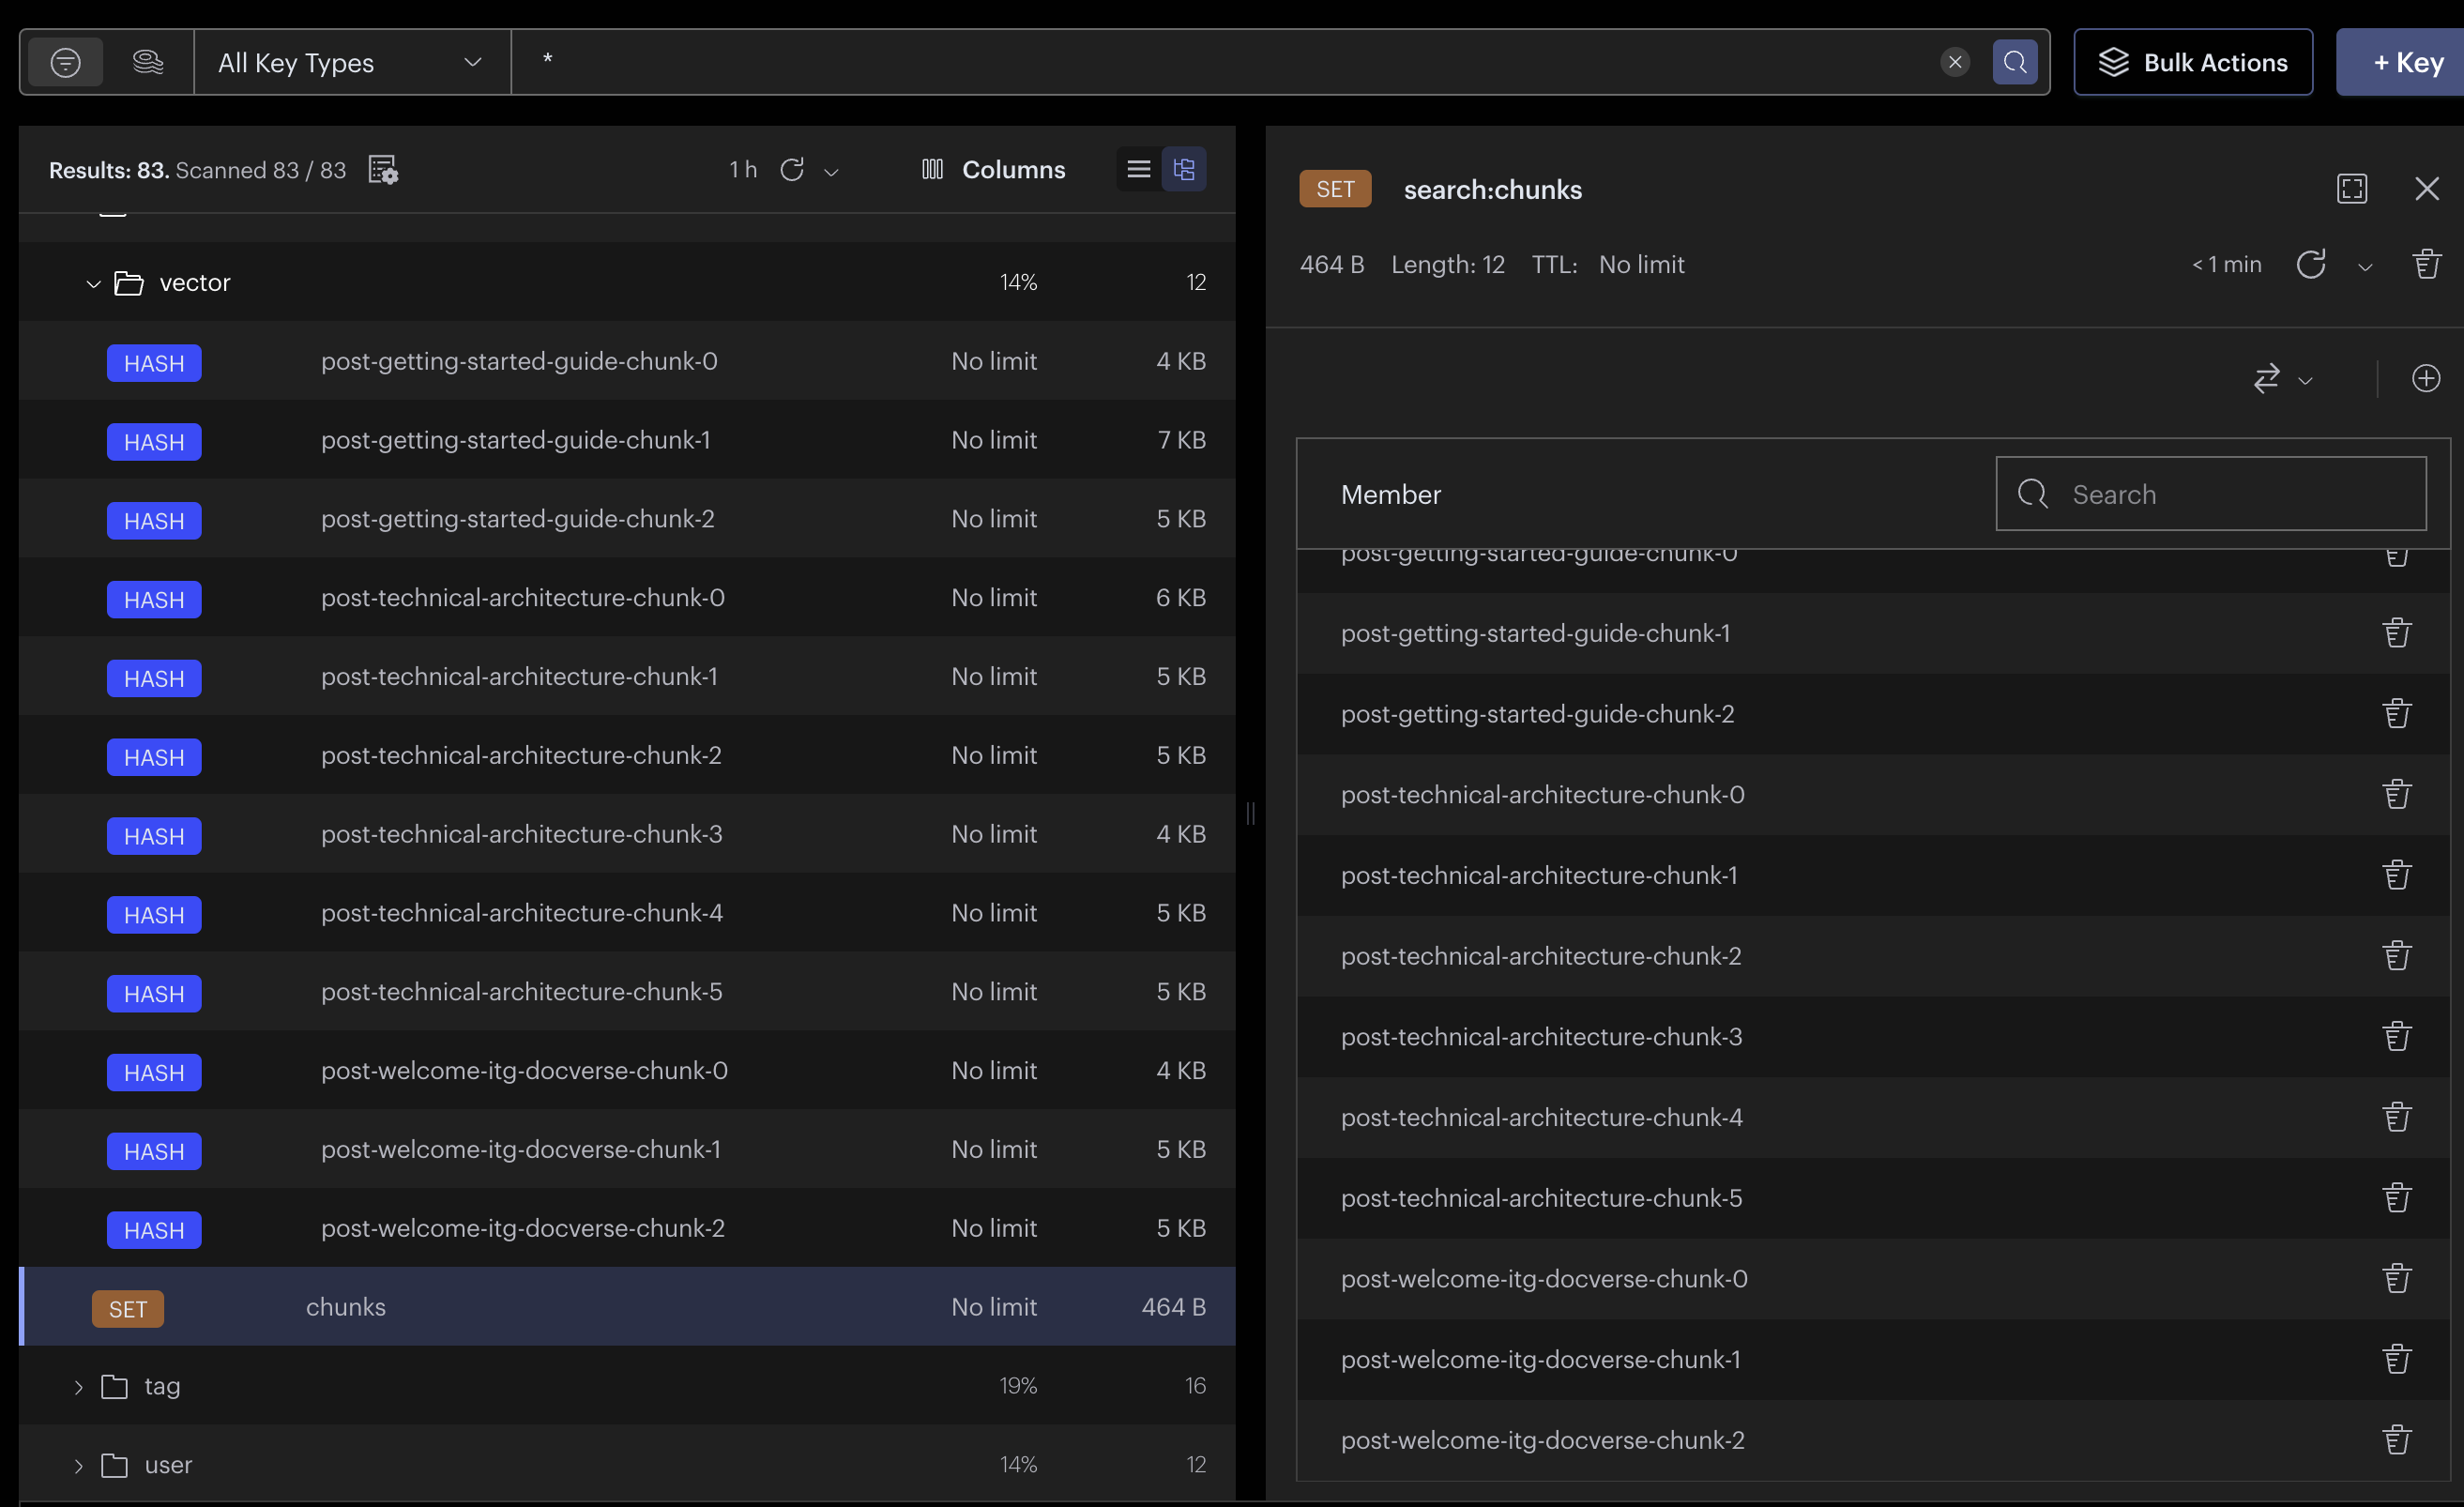 All Key Types
*
Bulk Actions
+ Key
Results: 83. Scanned 83 / 83
1 h
Columns
vector 14% 12
HASH post-getting-started-guide-chunk-0 No limit 4 KB
HASH post-getting-started-guide-chunk-1 No limit 7 KB
HASH post-getting-started-guide-chunk-2 No limit 5 KB
HASH post-technical-architecture-chunk-0 No limit 6 KB
HASH post-technical-architecture-chunk-1 No limit 5 KB
HASH post-technical-architecture-chunk-2 No limit 5 KB
HASH post-technical-architecture-chunk-3 No limit 4 KB
HASH post-technical-architecture-chunk-4 No limit 5 KB
HASH post-technical-architecture-chunk-5 No limit 5 KB
HASH post-welcome-itg-docverse-chunk-0 No limit 4 KB
HASH post-welcome-itg-docverse-chunk-1 No limit 5 KB
HASH post-welcome-itg-docverse-chunk-2 No limit 5 KB
SET chunks No limit 464 B
tag 19% 16
user 14% 12
SET search:chunks
464 B Length: 12 TTL: No limit
< 1 min
Member
Search
post-getting-started-guide-chunk-0
post-getting-started-guide-chunk-1
post-getting-started-guide-chunk-2
post-technical-architecture-chunk-0
post-technical-architecture-chunk-1
post-technical-architecture-chunk-2
post-technical-architecture-chunk-3
post-technical-architecture-chunk-4
post-technical-architecture-chunk-5
post-welcome-itg-docverse-chunk-0
post-welcome-itg-docverse-chunk-1
post-welcome-itg-docverse-chunk-2